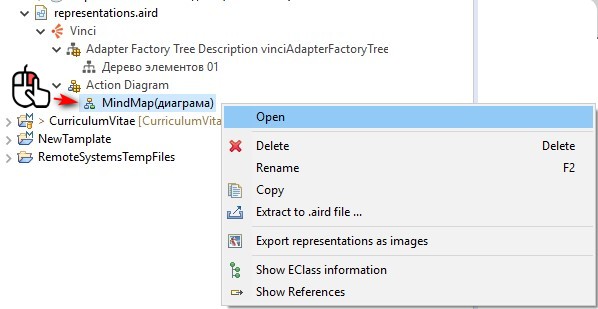 representations.aird
Vinci
Adapter Factory Tree Description vinciAdapterFactoryTree
Дерево элементов 01
Action Diagram
MindMap(диаграма)
> CurriculumVitae [CurriculumVita
NewTamplate
RemoteSystemsTempFiles
Open
Delete Delete
Rename F2
Copy
Extract to .aird file ...
Export representations as images
Show EClass information
Show References